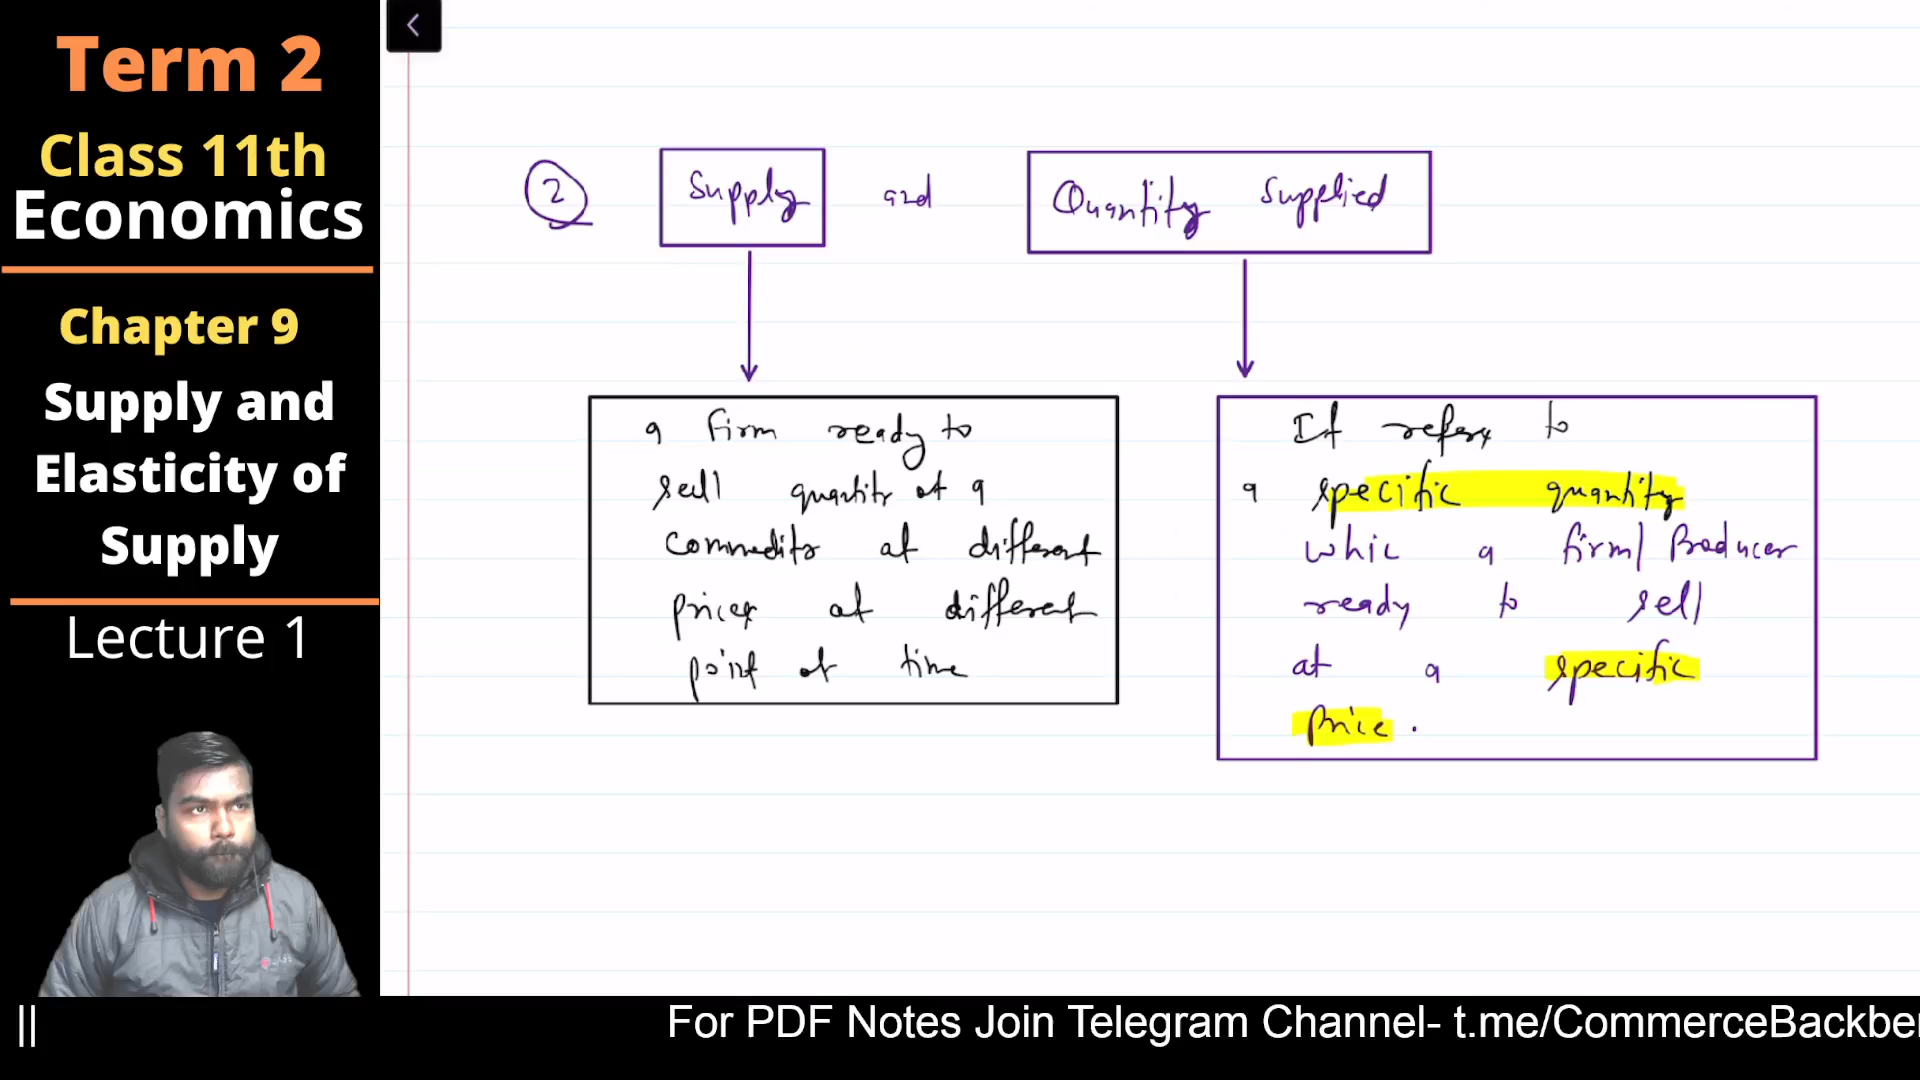 Term 2
Class 11th
Economics
Chapter 9
Supply and
Elasticity of
Supply
Lecture 1
2 Supply and Quantity Supplied
a firm ready to
sell quantity of a
commodity at different
prices at different
point of time
It refers to
a specific quantity
whic a firm/Producer
ready to sell
at a specific
Price.
|| For PDF Notes Join Telegram Channel- t.me/CommerceBackbe